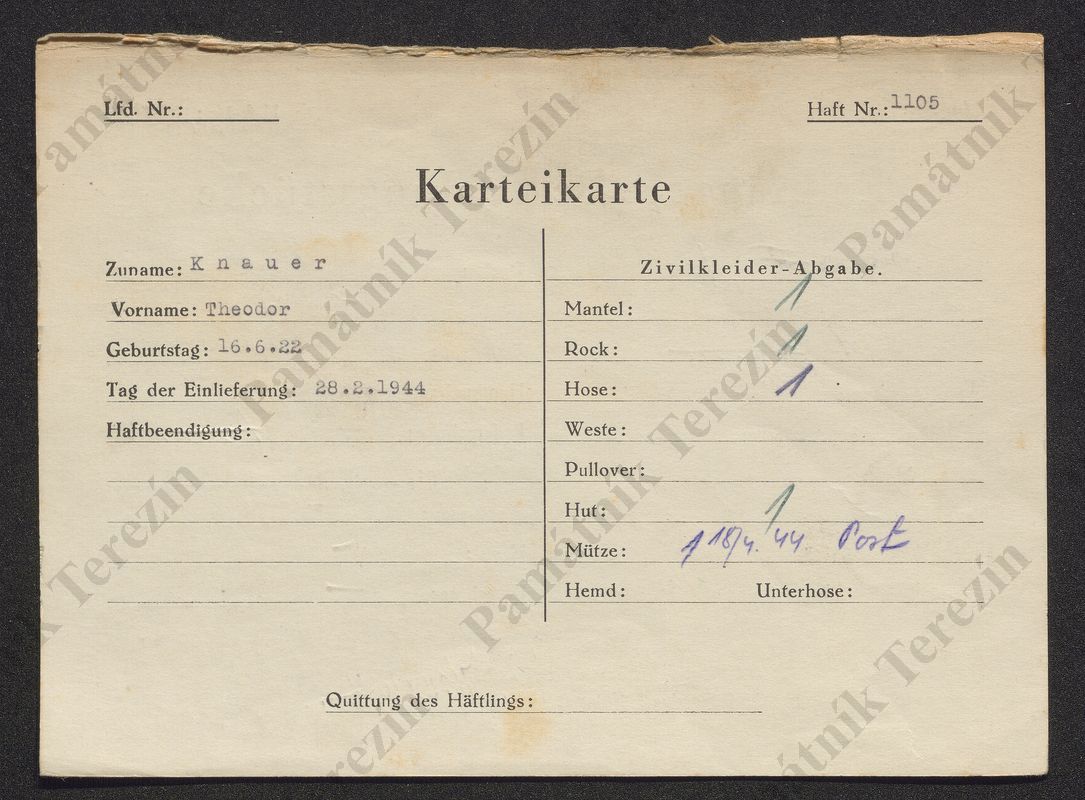 Lfd. Nr.:
Haft Nr.: 1105
Karteikarte
Zuname: Knauer
Vorname: Theodor
Geburtstag: 16.6.22
Tag der Einlieferung: 28.2.1944
Haftbeendigung:
Zivilkleider-Abgabe.
Mantel: 1
Rock: 1
Hose: 1
Weste:
Pullover:
Hut: 1
Mütze: 1 18/4. 44 Post
Hemd: Unterhose:
Quittung des Häftlings:
Památník Terezín